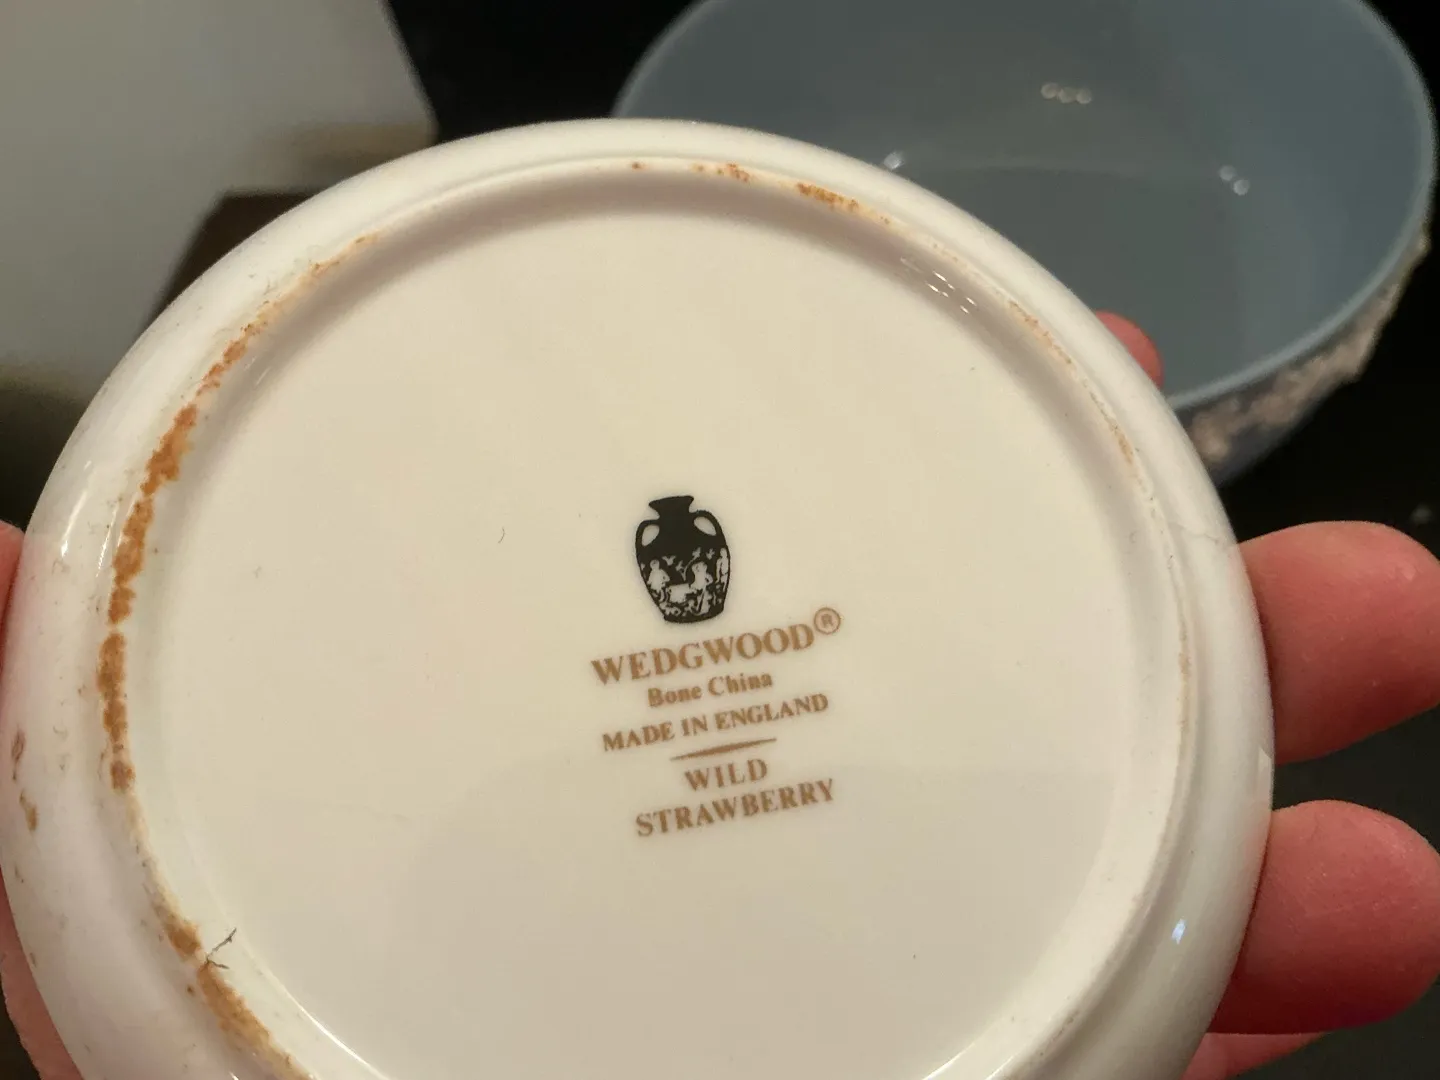 WEDGWOOD®
Bone China
MADE IN ENGLAND
WILD
STRAWBERRY